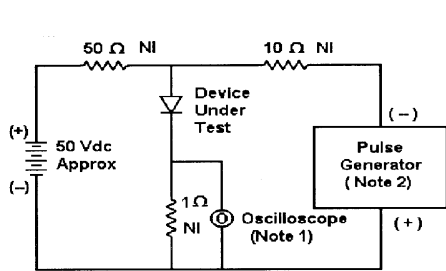 50 Ω NI
10 Ω NI
Device
Under
Test
(+)
50 Vdc
Approx
(–)
1Ω
NI
Oscilloscope
(Note 1)
(–)
Pulse
Generator
( Note 2)
(+)